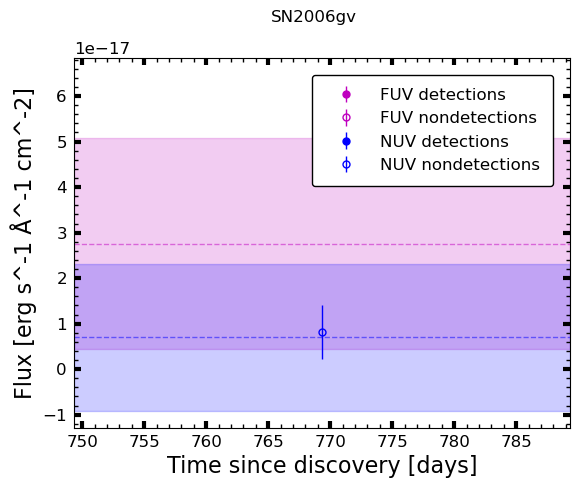 SN2006gv
1e−17
6
5
4
3
2
1
0
−1
Flux [erg s^-1 Å^-1 cm^-2]
FUV detections
FUV nondetections
NUV detections
NUV nondetections
750 755 760 765 770 775 780 785
Time since discovery [days]